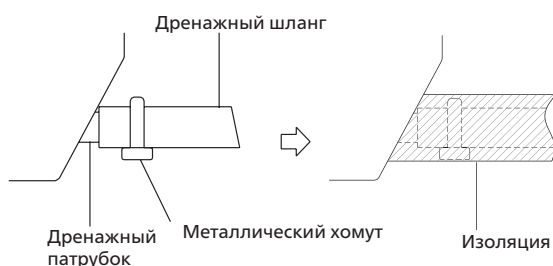 Дренажный шланг
Дренажный
патрубок
Металлический хомут
Изоляция